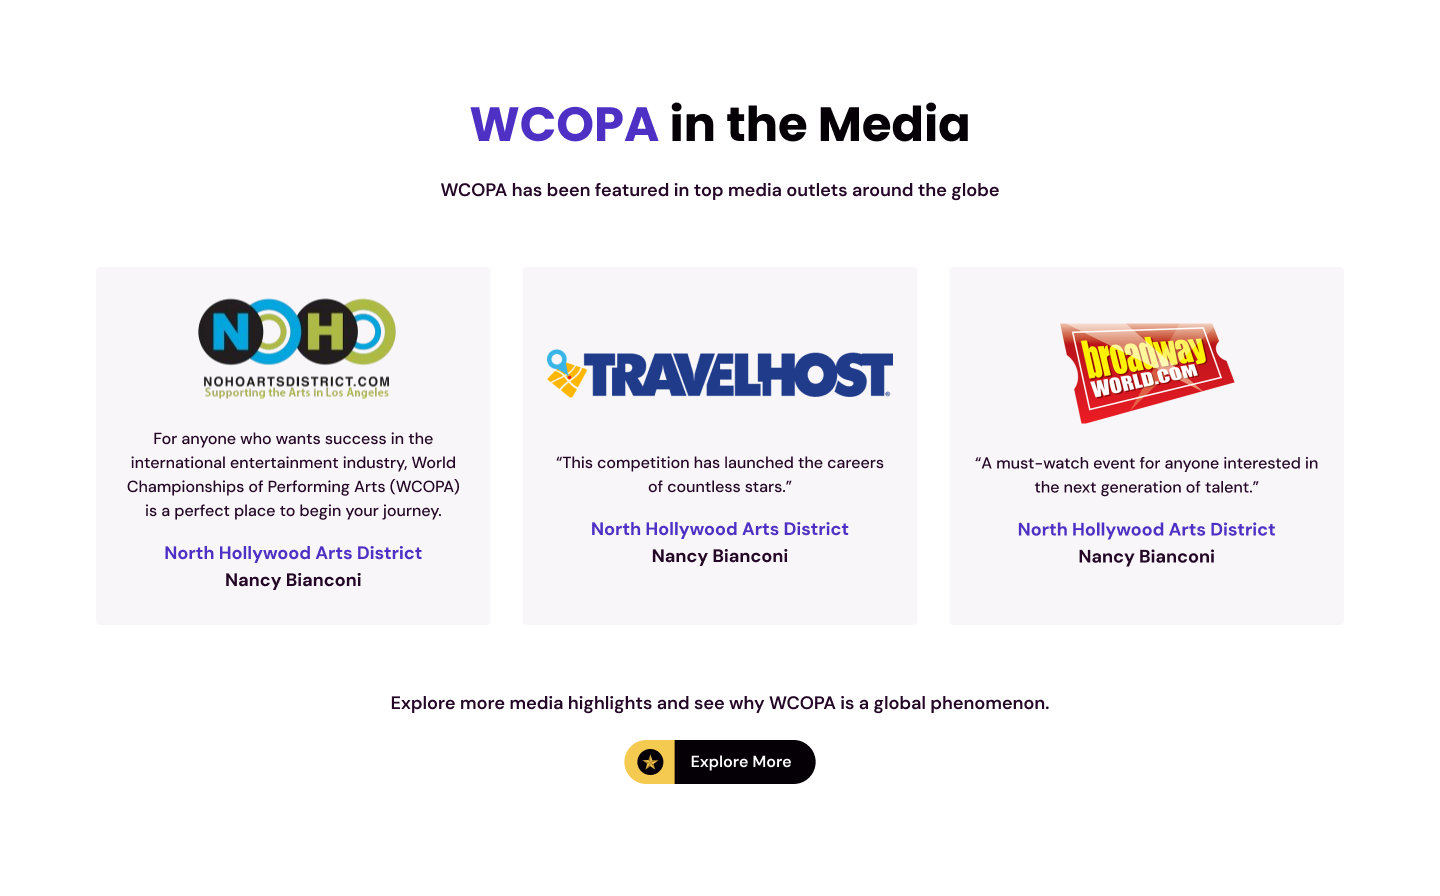 WCOPA in the Media
WCOPA has been featured in top media outlets around the globe
NOHO
NOHOARTSDISTRICT.COM
Supporting the Arts in Los Angeles
For anyone who wants success in the
international entertainment industry, World
Championships of Performing Arts (WCOPA)
is a perfect place to begin your journey.
North Hollywood Arts District
Nancy Bianconi
TRAVELHOST®
“This competition has launched the careers
of countless stars.”
North Hollywood Arts District
Nancy Bianconi
broadway
WORLD.COM
“A must-watch event for anyone interested in
the next generation of talent.”
North Hollywood Arts District
Nancy Bianconi
Explore more media highlights and see why WCOPA is a global phenomenon.
Explore More